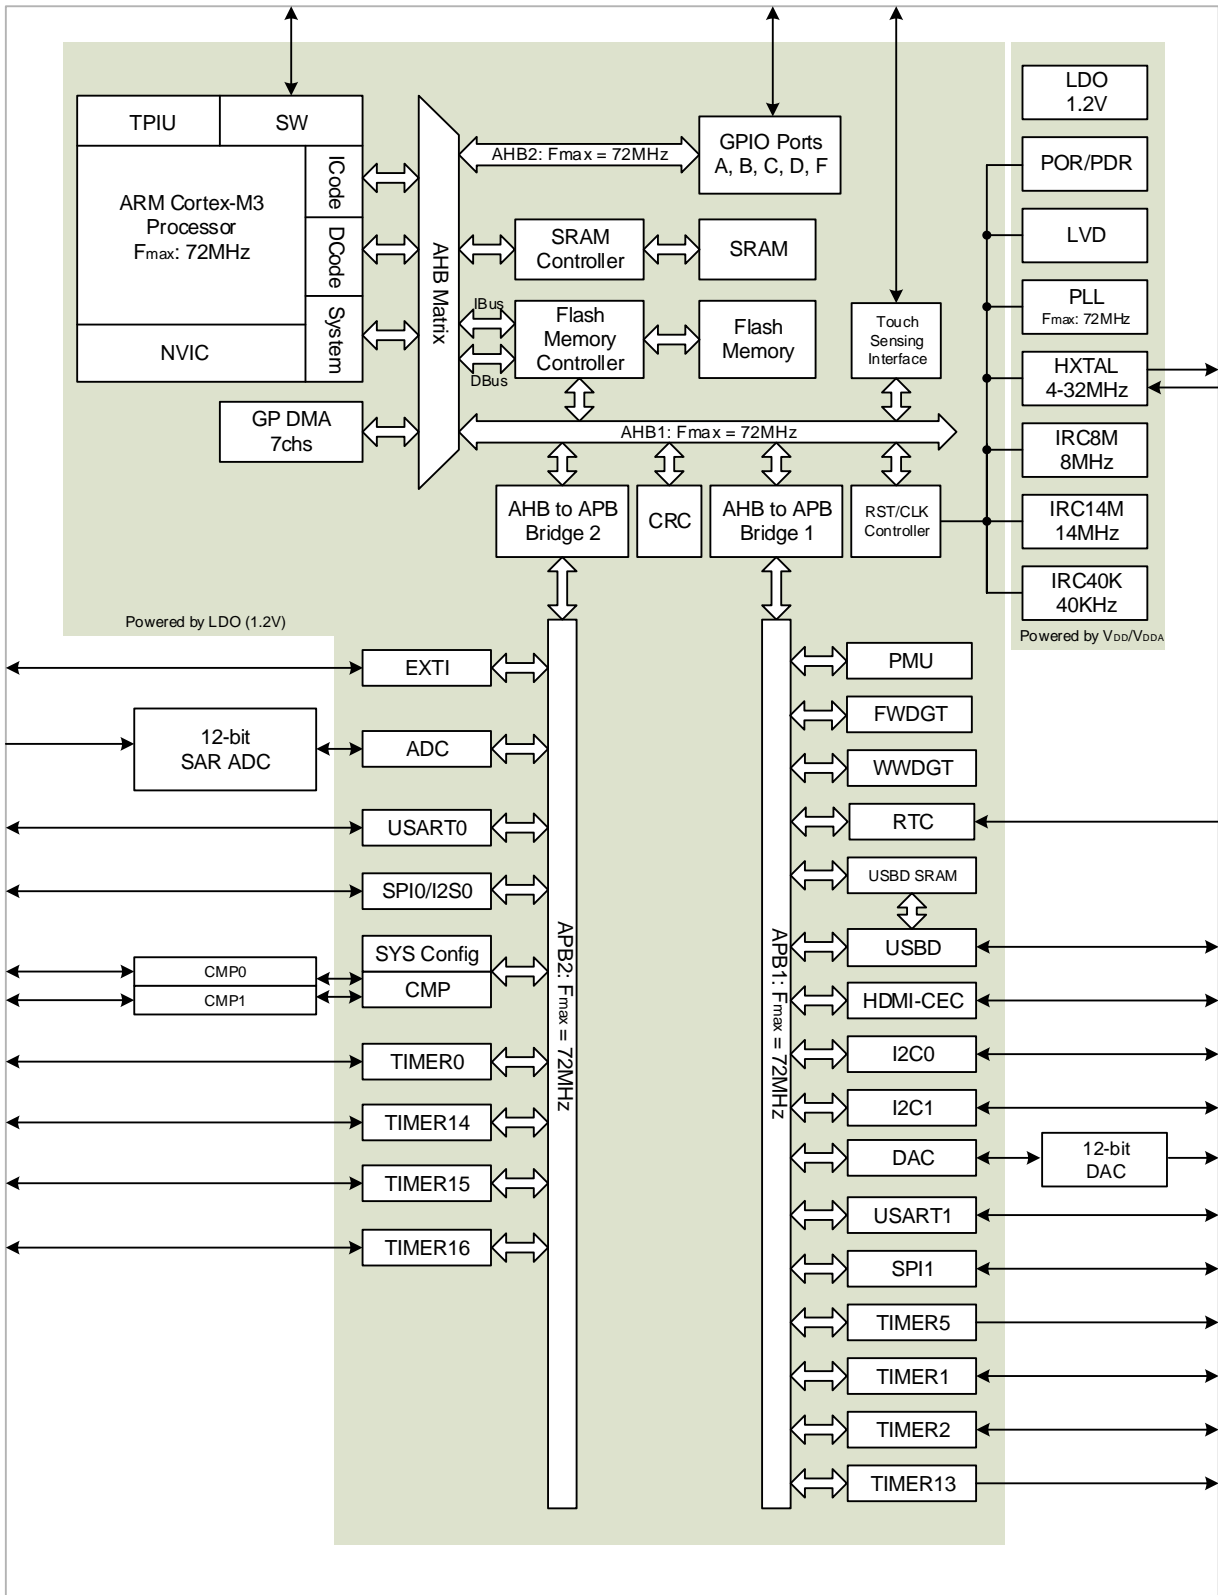 TPIU
SW
ARM Cortex-M3
Processor
Fmax: 72MHz
ICode
DCode
System
NVIC
GP DMA
7chs
AHB Matrix
AHB2: Fmax = 72MHz
GPIO Ports
A, B, C, D, F
SRAM
Controller
SRAM
IBus
DBus
Flash
Memory
Controller
Flash
Memory
Touch
Sensing
Interface
AHB1: Fmax = 72MHz
AHB to APB
Bridge 2
CRC
AHB to APB
Bridge 1
RST/CLK
Controller
LDO
1.2V
POR/PDR
LVD
PLL
Fmax: 72MHz
HXTAL
4-32MHz
IRC8M
8MHz
IRC14M
14MHz
IRC40K
40KHz
Powered by VDD/VDDA
Powered by LDO (1.2V)
EXTI
12-bit
SAR ADC
ADC
USART0
SPI0/I2S0
SYS Config
CMP
CMP0
CMP1
TIMER0
TIMER14
TIMER15
TIMER16
APB2: Fmax = 72MHz
APB1: Fmax = 72MHz
PMU
FWDGT
WWDGT
RTC
USBD SRAM
USBD
HDMI-CEC
I2C0
I2C1
DAC
12-bit
DAC
USART1
SPI1
TIMER5
TIMER1
TIMER2
TIMER13